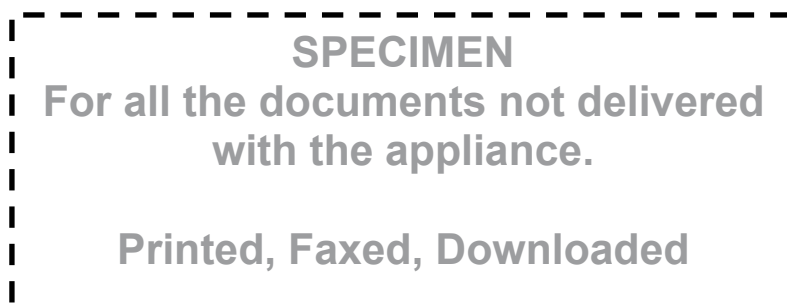 SPECIMEN
For all the documents not delivered
with the appliance.
Printed, Faxed, Downloaded